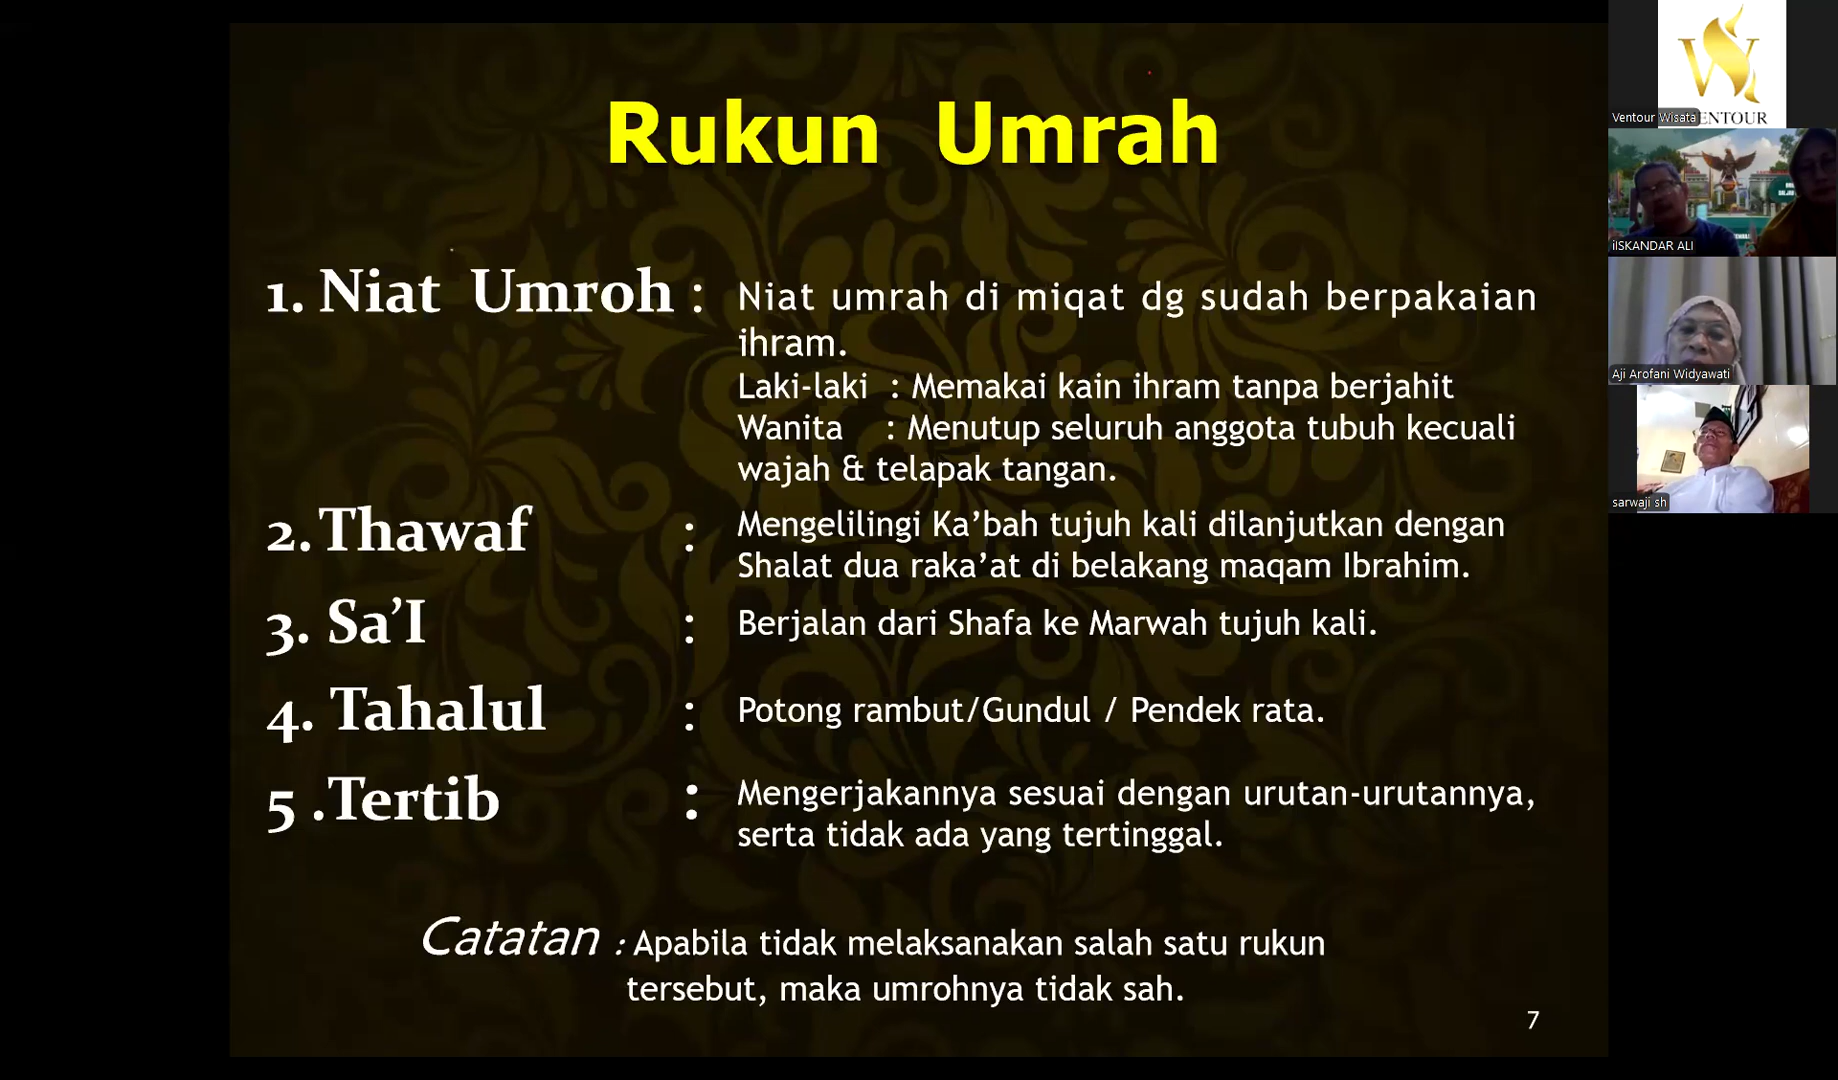 Rukun Umrah
1. Niat Umroh : Niat umrah di miqat dg sudah berpakaian
ihram.
Laki-laki : Memakai kain ihram tanpa berjahit
Wanita : Menutup seluruh anggota tubuh kecuali
wajah & telapak tangan.
2. Thawaf : Mengelilingi Ka’bah tujuh kali dilanjutkan dengan
Shalat dua raka’at di belakang maqam Ibrahim.
3. Sa’I : Berjalan dari Shafa ke Marwah tujuh kali.
4. Tahalul : Potong rambut/Gundul / Pendek rata.
5 .Tertib : Mengerjakannya sesuai dengan urutan-urutannya,
serta tidak ada yang tertinggal.
Catatan : Apabila tidak melaksanakan salah satu rukun
tersebut, maka umrohnya tidak sah.
7
Ventour Wisata
ENTOUR
iISKANDAR ALI
Aji Arofani Widyawati
sarwaji sh